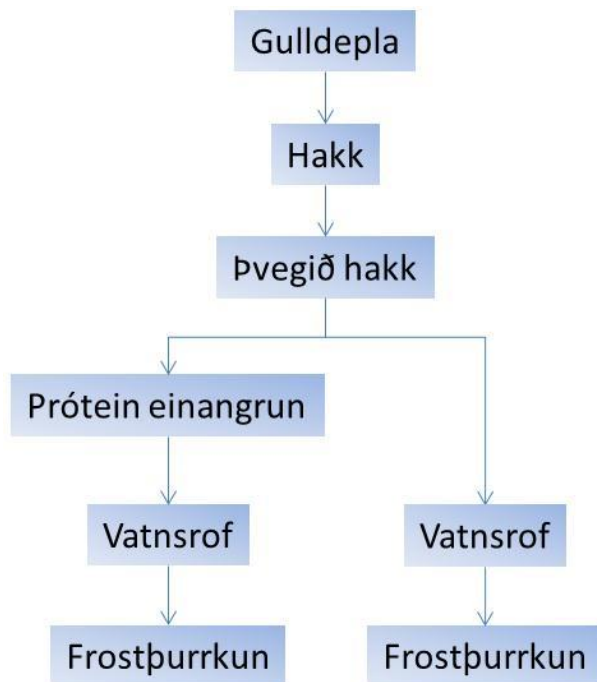 Gulldepla
Hakk
Þvegið hakk
Prótein einangrun
Vatnsrof
Vatnsrof
Frostþurrkun
Frostþurrkun